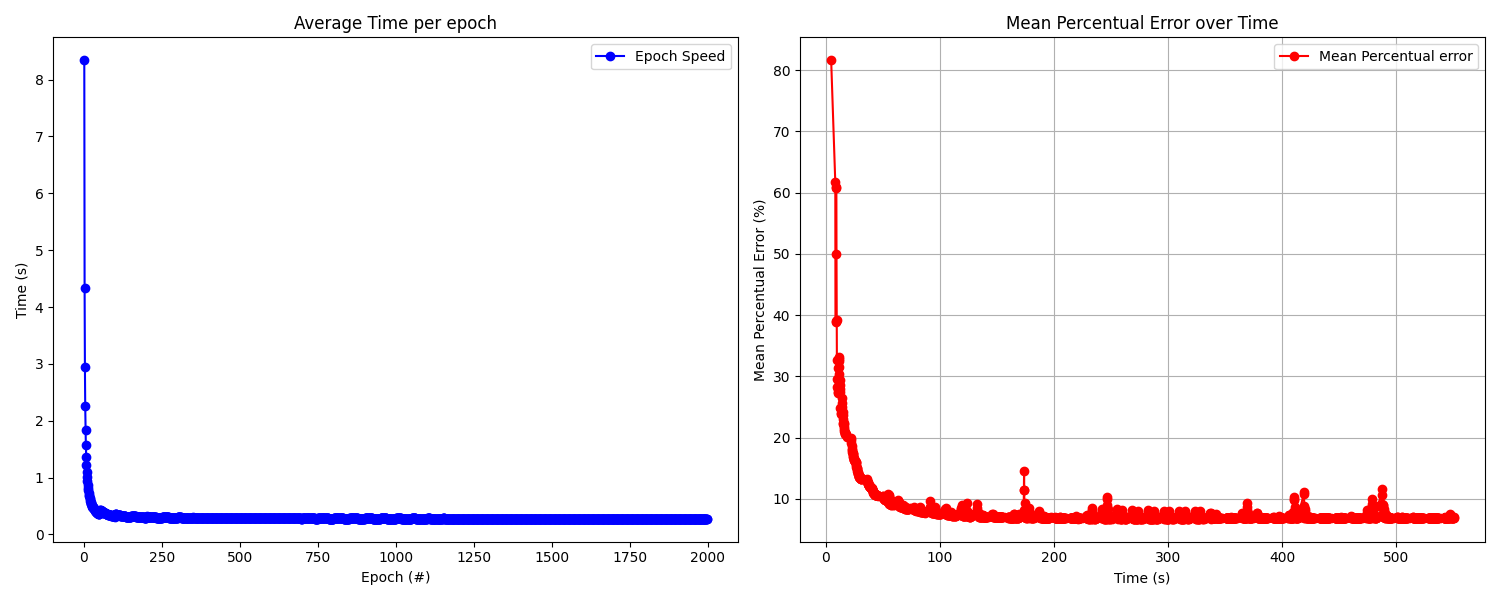 Average Time per epoch
Epoch Speed
Time (s)
8
7
6
5
4
3
2
1
0
0 250 500 750 1000 1250 1500 1750 2000
Epoch (#)
Mean Percentual Error over Time
Mean Percentual error
Mean Percentual Error (%)
80
70
60
50
40
30
20
10
0 100 200 300 400 500
Time (s)